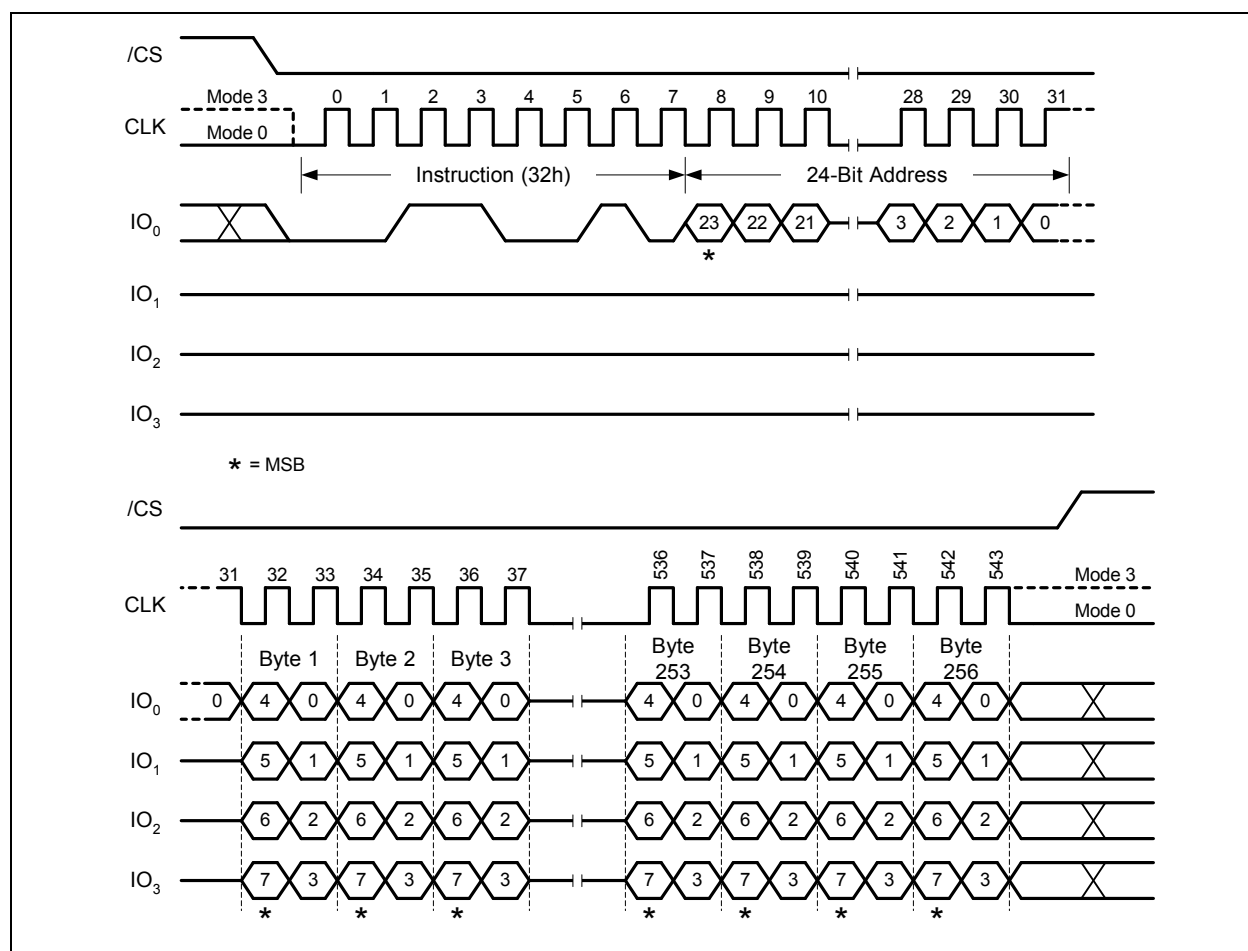 /CS
Mode 3 0 1 2 3 4 5 6 7 8 9 10 28 29 30 31
CLK
Mode 0
Instruction (32h) 24-Bit Address
IO0 23 22 21 3 2 1 0
*
IO1
IO2
IO3
* = MSB
/CS
31 32 33 34 35 36 37 536 537 538 539 540 541 542 543 Mode 3
CLK
Mode 0
Byte 1 Byte 2 Byte 3 Byte 253 Byte 254 Byte 255 Byte 256
IO0 0 4 0 4 0 4 0 4 0 4 0 4 0 4 0
IO1 5 1 5 1 5 1 5 1 5 1 5 1 5 1
IO2 6 2 6 2 6 2 6 2 6 2 6 2 6 2
IO3 7 3 7 3 7 3 7 3 7 3 7 3 7 3
* * * * * * *